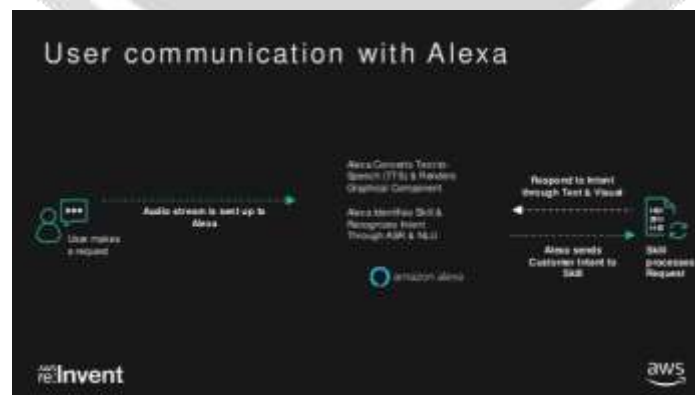 User communication with Alexa
Alexa Converts Text-to-
Speech (TTS) & Renders
Graphical Component
Respond to Intent
through Text & Visual
Audio stream is sent up to
Alexa
Alexa Identifies Skill &
Recognizes Intent
Through ASR & NLU
User makes
a request
Alexa sends
Customer Intent to
Skill
Skill
processes
Request
amazon alexa
AWS
re:Invent
aws